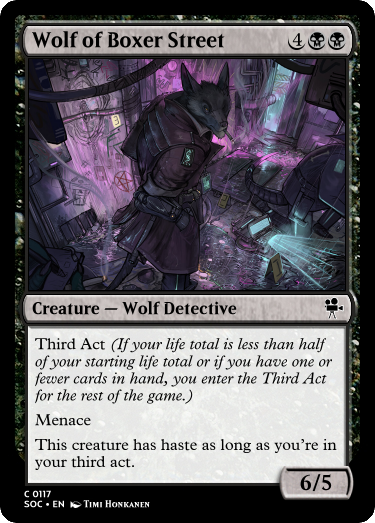 Wolf of Boxer Street 4
Creature — Wolf Detective
Third Act (If your life total is less than half
of your starting life total or if you have one or
fewer cards in hand, you enter the Third Act
for the rest of the game.)
Menace
This creature has haste as long as you're in
your third act.
6/5
C 0117
SOC • EN Timi Honkanen